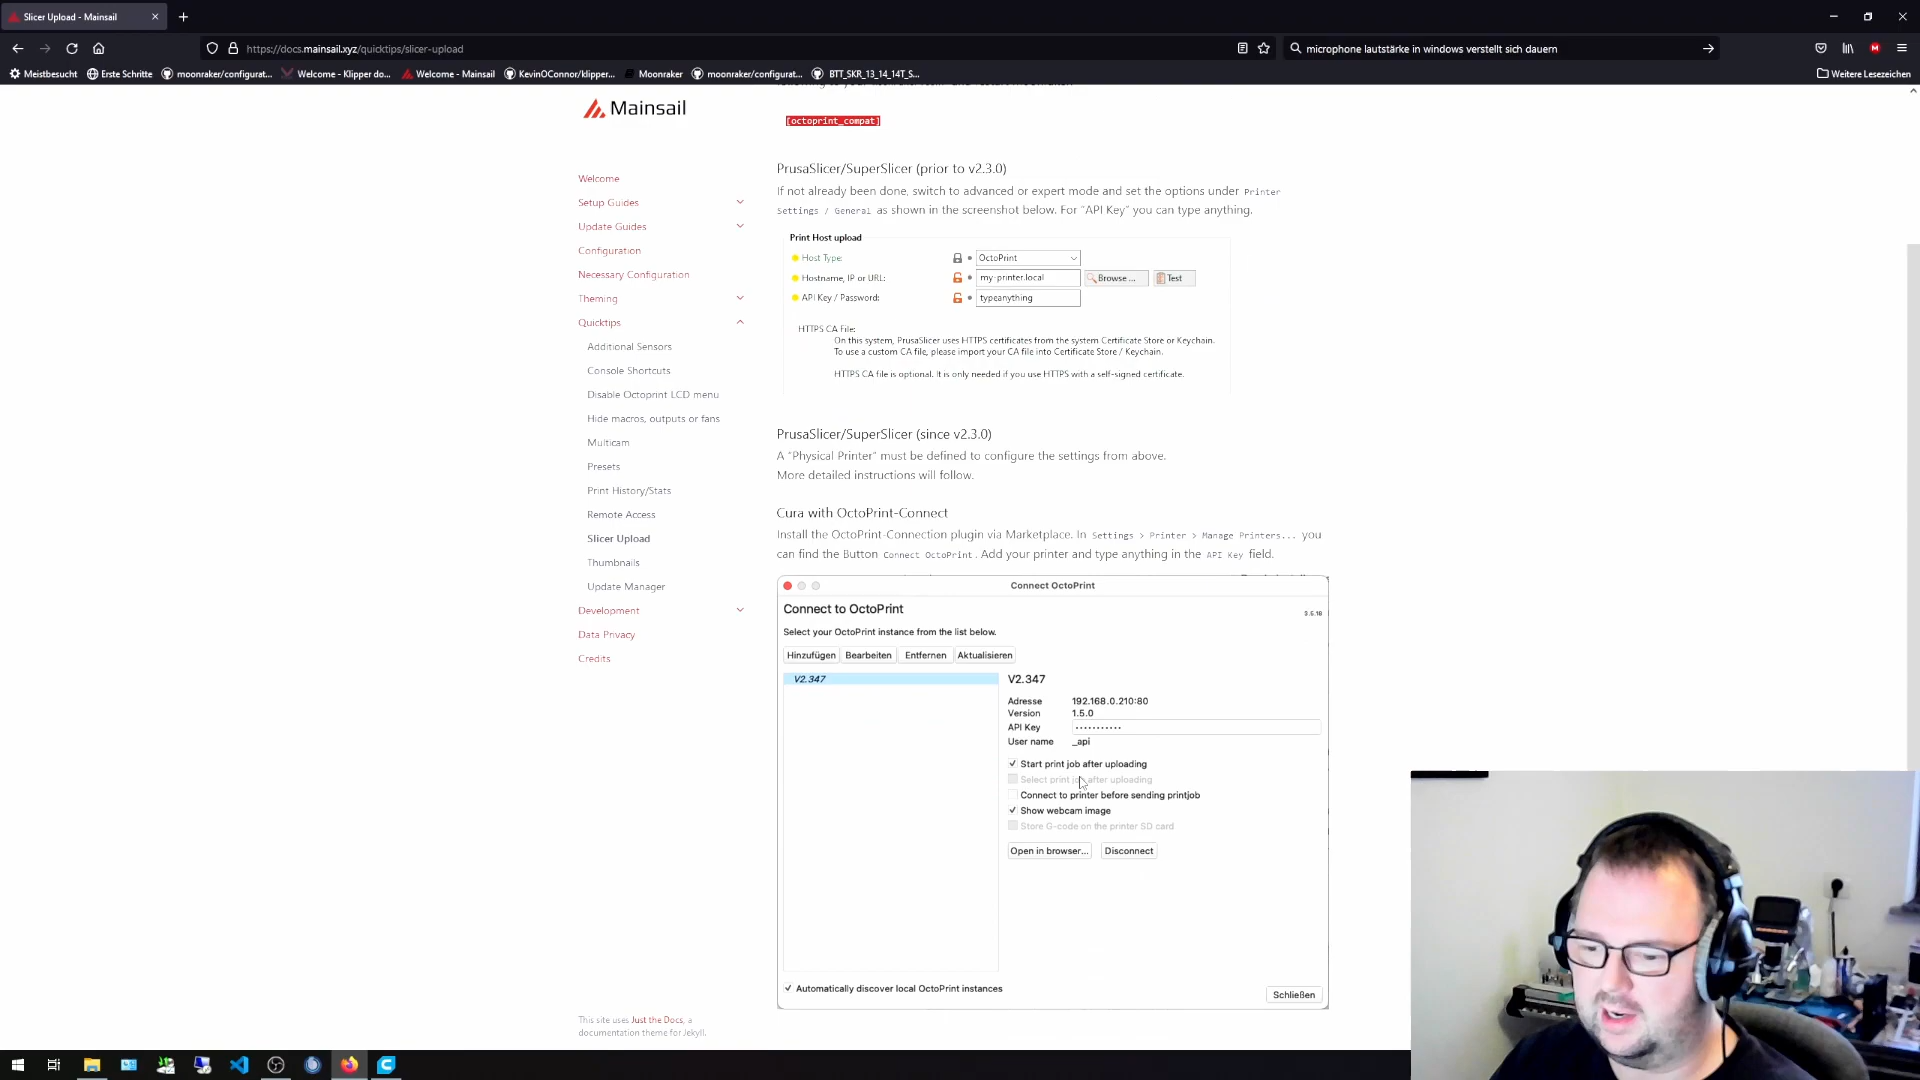 Slicer Upload - Mainsail
https://docs.mainsail.xyz/quicktips/slicer-upload
microphone lautstärke in windows verstellt sich dauern
Meistbesucht
Erste Schritte
moonraker/configurat...
Welcome - Klipper do...
Welcome - Mainsail
KevinOConnor/klipper...
Moonraker
moonraker/configurat...
BTT_SKR_13_14_14T_S...
Weitere Lesezeichen
Mainsail
Welcome
Setup Guides
Update Guides
Configuration
Necessary Configuration
Theming
Quicktips
Additional Sensors
Console Shortcuts
Disable Octoprint LCD menu
Hide macros, outputs or fans
Multicam
Presets
Print History/Stats
Remote Access
Slicer Upload
Thumbnails
Update Manager
Development
Data Privacy
Credits
This site uses Just the Docs, a
documentation theme for Jekyll.
[octoprint_compat]
PrusaSlicer/SuperSlicer (prior to v2.3.0)
If not already been done, switch to advanced or expert mode and set the options under Printer
Settings / General as shown in the screenshot below. For "API Key" you can type anything.
Print Host upload
Host Type: OctoPrint
Hostname, IP or URL: my-printer.local Browse ... Test
API Key / Password: typeanything
HTTPS CA File:
On this system, PrusaSlicer uses HTTPS certificates from the system Certificate Store or Keychain.
To use a custom CA file, please import your CA file into Certificate Store / Keychain.
HTTPS CA file is optional. It is only needed if you use HTTPS with a self-signed certificate.
PrusaSlicer/SuperSlicer (since v2.3.0)
A "Physical Printer" must be defined to configure the settings from above.
More detailed instructions will follow.
Cura with OctoPrint-Connect
Install the OctoPrint-Connection plugin via Marketplace. In Settings > Printer > Manage Printers... you
can find the Button Connect OctoPrint. Add your printer and type anything in the API Key field.
Connect OctoPrint
Connect to OctoPrint
3.5.18
Select your OctoPrint instance from the list below.
Hinzufügen Bearbeiten Entfernen Aktualisieren
V2.347
V2.347
Adresse 192.168.0.210:80
Version 1.5.0
API Key ···········
User name _api
Start print job after uploading
Select print job after uploading
Connect to printer before sending printjob
Show webcam image
Store G-code on the printer SD card
Open in browser... Disconnect
Automatically discover local OctoPrint instances
Schließen